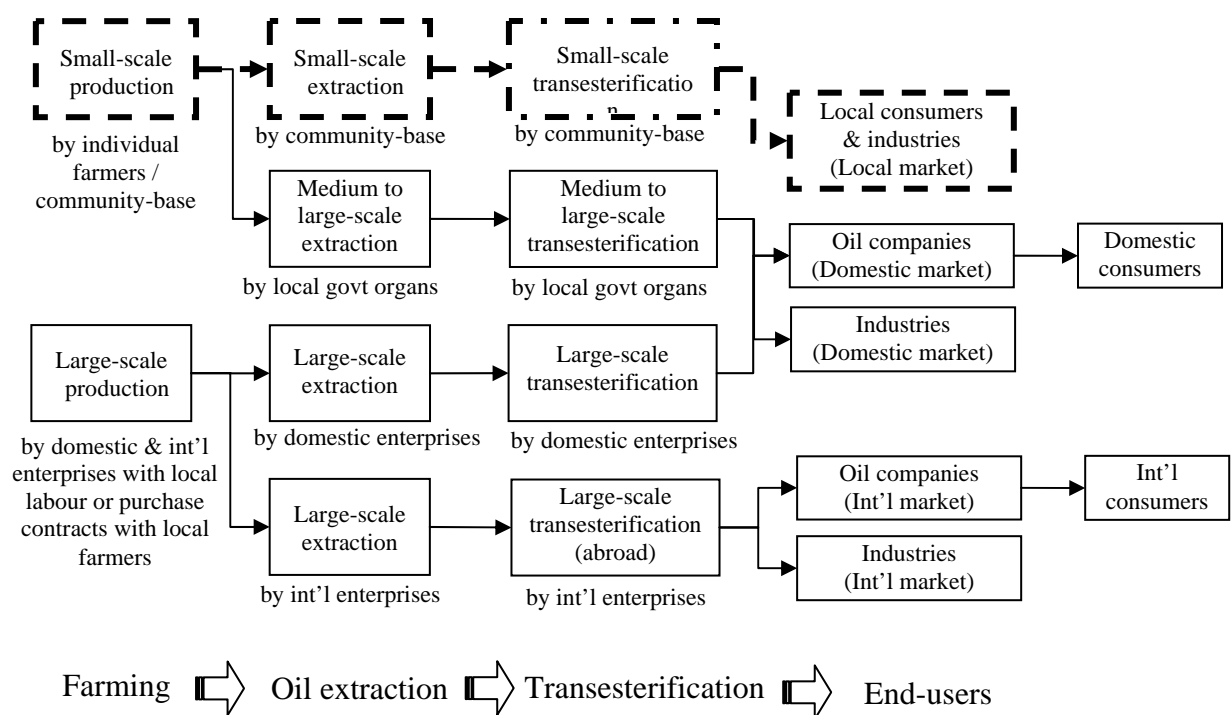 Small-scale
production
by individual
farmers /
community-base
Small-scale
extraction
by community-base
Small-scale
transesterificatio
n
by community-base
Local consumers
& industries
(Local market)
Medium to
large-scale
extraction
by local govt organs
Medium to
large-scale
transesterification
by local govt organs
Oil companies
(Domestic market)
Domestic
consumers
Industries
(Domestic market)
Large-scale
production
by domestic & int'l
enterprises with local
labour or purchase
contracts with local
farmers
Large-scale
extraction
by domestic enterprises
Large-scale
transesterification
by domestic enterprises
Large-scale
extraction
by int'l enterprises
Large-scale
transesterification
(abroad)
by int'l enterprises
Oil companies
(Int'l market)
Int'l
consumers
Industries
(Int'l market)
Farming Oil extraction Transesterification End-users